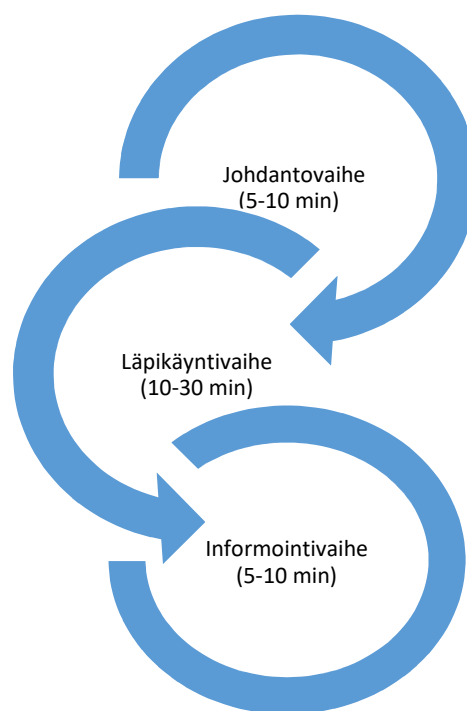 Johdantovaihe
(5-10 min)
Läpikäyntivaihe
(10-30 min)
Informointivaihe
(5-10 min)